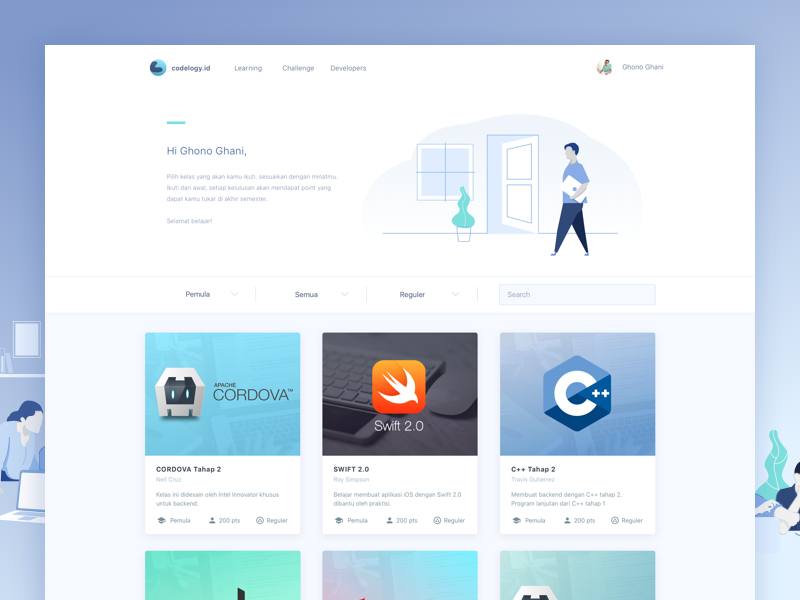 codelogy.id Learning Challenge Developers Ghono Ghani
Hi Ghono Ghani,
Pilih kelas yang akan kamu ikuti, sesuaikan dengan minatmu.
Ikuti dari awal, setiap kelulusan akan mendapat point yang
dapat kamu tukar di akhir semester.
Selamat belajar!
Pemula Semua Reguler Search
APACHE
CORDOVA™
Swift 2.0
C++
CORDOVA Tahap 2
Neil Cruz
Kelas ini didesain oleh Intel Innovator khusus
untuk backend.
Pemula 200 pts Reguler
SWIFT 2.0
Ray Simpson
Belajar membuat aplikasi iOS dengan Swift 2.0
dibantu oleh praktisi.
Pemula 200 pts Reguler
C++ Tahap 2
Travis Gutierrez
Membuat backend dengan C++ tahap 2.
Program lanjutan dari C++ tahap 1
Pemula 200 pts Reguler